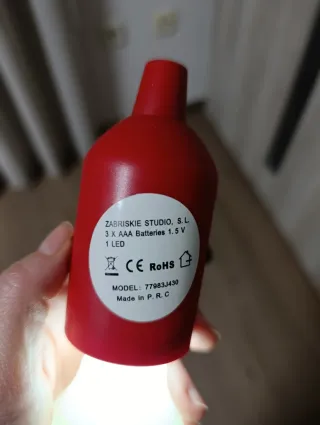 ZABRISKIE STUDIO, S. L.
3 X AAA Batteries 1. 5 V
1 LED
CE RoHS
MODEL: 77983J430
Made in P. R. C